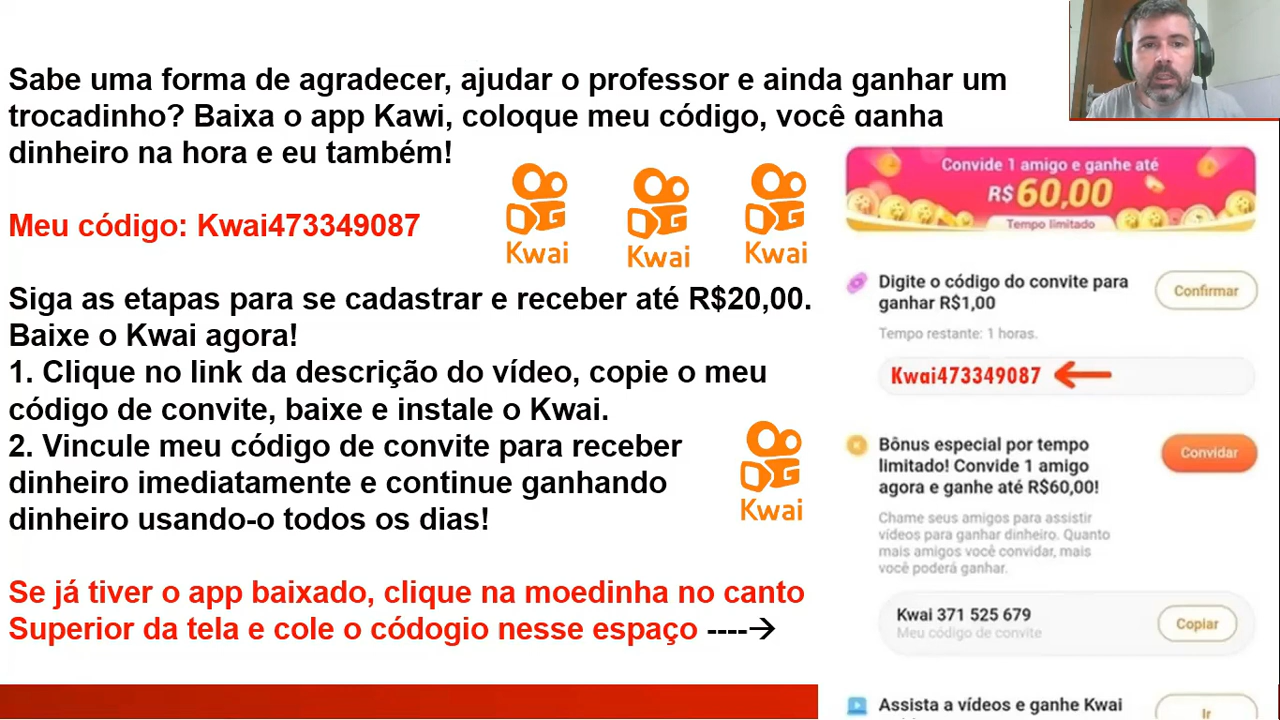 Sabe uma forma de agradecer, ajudar o professor e ainda ganhar um
trocadinho? Baixa o app Kawi, coloque meu código, você ganha
dinheiro na hora e eu também!
Meu código: Kwai473349087
Kwai
Kwai
Kwai
Siga as etapas para se cadastrar e receber até R$20,00.
Baixe o Kwai agora!
1. Clique no link da descrição do vídeo, copie o meu
código de convite, baixe e instale o Kwai.
2. Vincule meu código de convite para receber
dinheiro imediatamente e continue ganhando
dinheiro usando-o todos os dias!
Kwai
Se já tiver o app baixado, clique na moedinha no canto
Superior da tela e cole o códogio nesse espaço ----→
Convide 1 amigo e ganhe até
R$60,00
Tempo limitado
Digite o código do convite para
ganhar R$1,00
Confirmar
Tempo restante: 1 horas.
Kwai473349087
Bônus especial por tempo
limitado! Convide 1 amigo
agora e ganhe até R$60,00!
Convidar
Chame seus amigos para assistir
vídeos para ganhar dinheiro. Quanto
mais amigos você convidar, mais
você poderá ganhar.
Kwai 371 525 679
Meu código de convite
Copiar
Assista a vídeos e ganhe Kwai
Ir